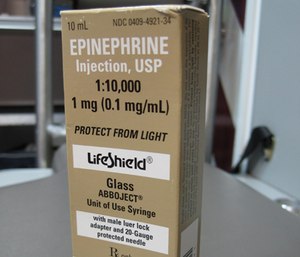 10 mL NDC 0409-4921-34
EPINEPHRINE
Injection, USP
1:10,000
1 mg (0.1 mg/mL)
PROTECT FROM LIGHT
LifeShield®
Glass
ABBOJECT®
Unit of Use Syringe
with male luer lock
adapter and 20-Gauge
protected needle